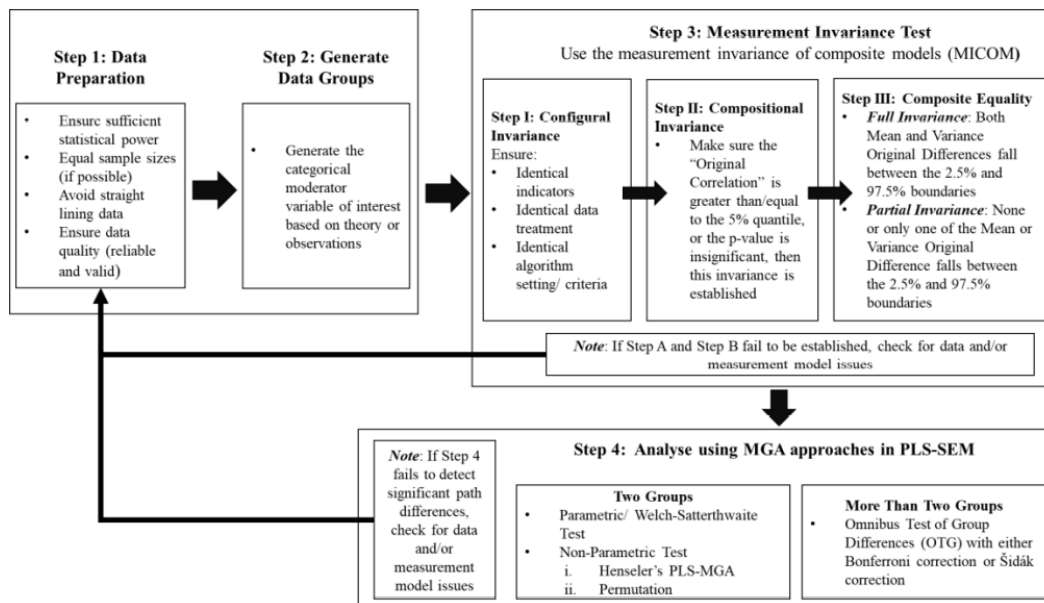 Step 1: Data
Preparation
• Ensure sufficient
statistical power
• Equal sample sizes
(if possible)
• Avoid straight
lining data
• Ensure data
quality (reliable
and valid)
Step 2: Generate
Data Groups
• Generate the
categorical
moderator
variable of interest
based on theory or
observations
Step 3: Measurement Invariance Test
Use the measurement invariance of composite models (MICOM)
Step I: Configural
Invariance
Ensure:
• Identical
indicators
• Identical data
treatment
• Identical
algorithm
setting/ criteria
Step II: Compositional
Invariance
• Make sure the
“Original
Correlation” is
greater than/equal
to the 5% quantile,
or the p-value is
insignificant, then
this invariance is
established
Step III: Composite Equality
• Full Invariance: Both
Mean and Variance
Original Differences fall
between the 2.5% and
97.5% boundaries
• Partial Invariance: None
or only one of the Mean or
Variance Original
Difference falls between
the 2.5% and 97.5%
boundaries
Note: If Step A and Step B fail to be established, check for data and/or
measurement model issues
Step 4: Analyse using MGA approaches in PLS-SEM
Note: If Step 4
fails to detect
significant path
differences,
check for data
and/or
measurement
model issues
Two Groups
• Parametric/ Welch-Satterthwaite
Test
• Non-Parametric Test
i. Henseler’s PLS-MGA
ii. Permutation
More Than Two Groups
• Omnibus Test of Group
Differences (OTG) with either
Bonferroni correction or Šidák
correction